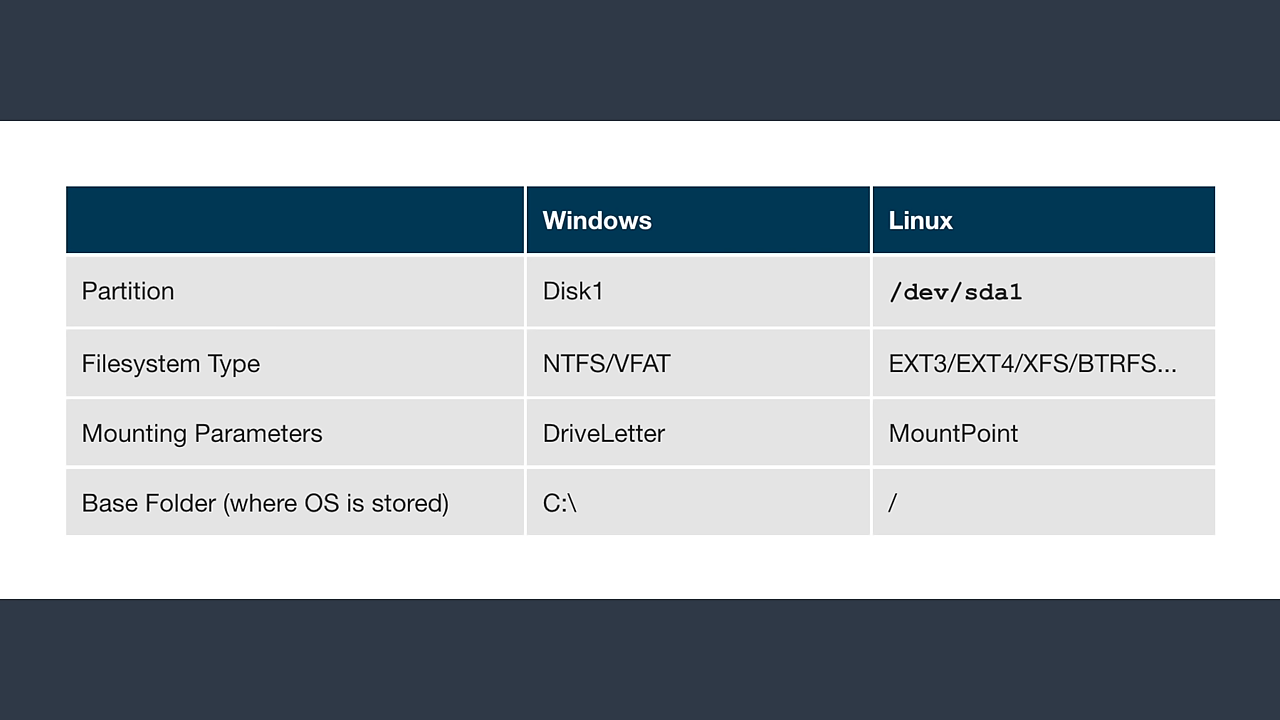 Windows Linux
Partition Disk1 /dev/sda1
Filesystem Type NTFS/VFAT EXT3/EXT4/XFS/BTRFS...
Mounting Parameters DriveLetter MountPoint
Base Folder (where OS is stored) C:\ /